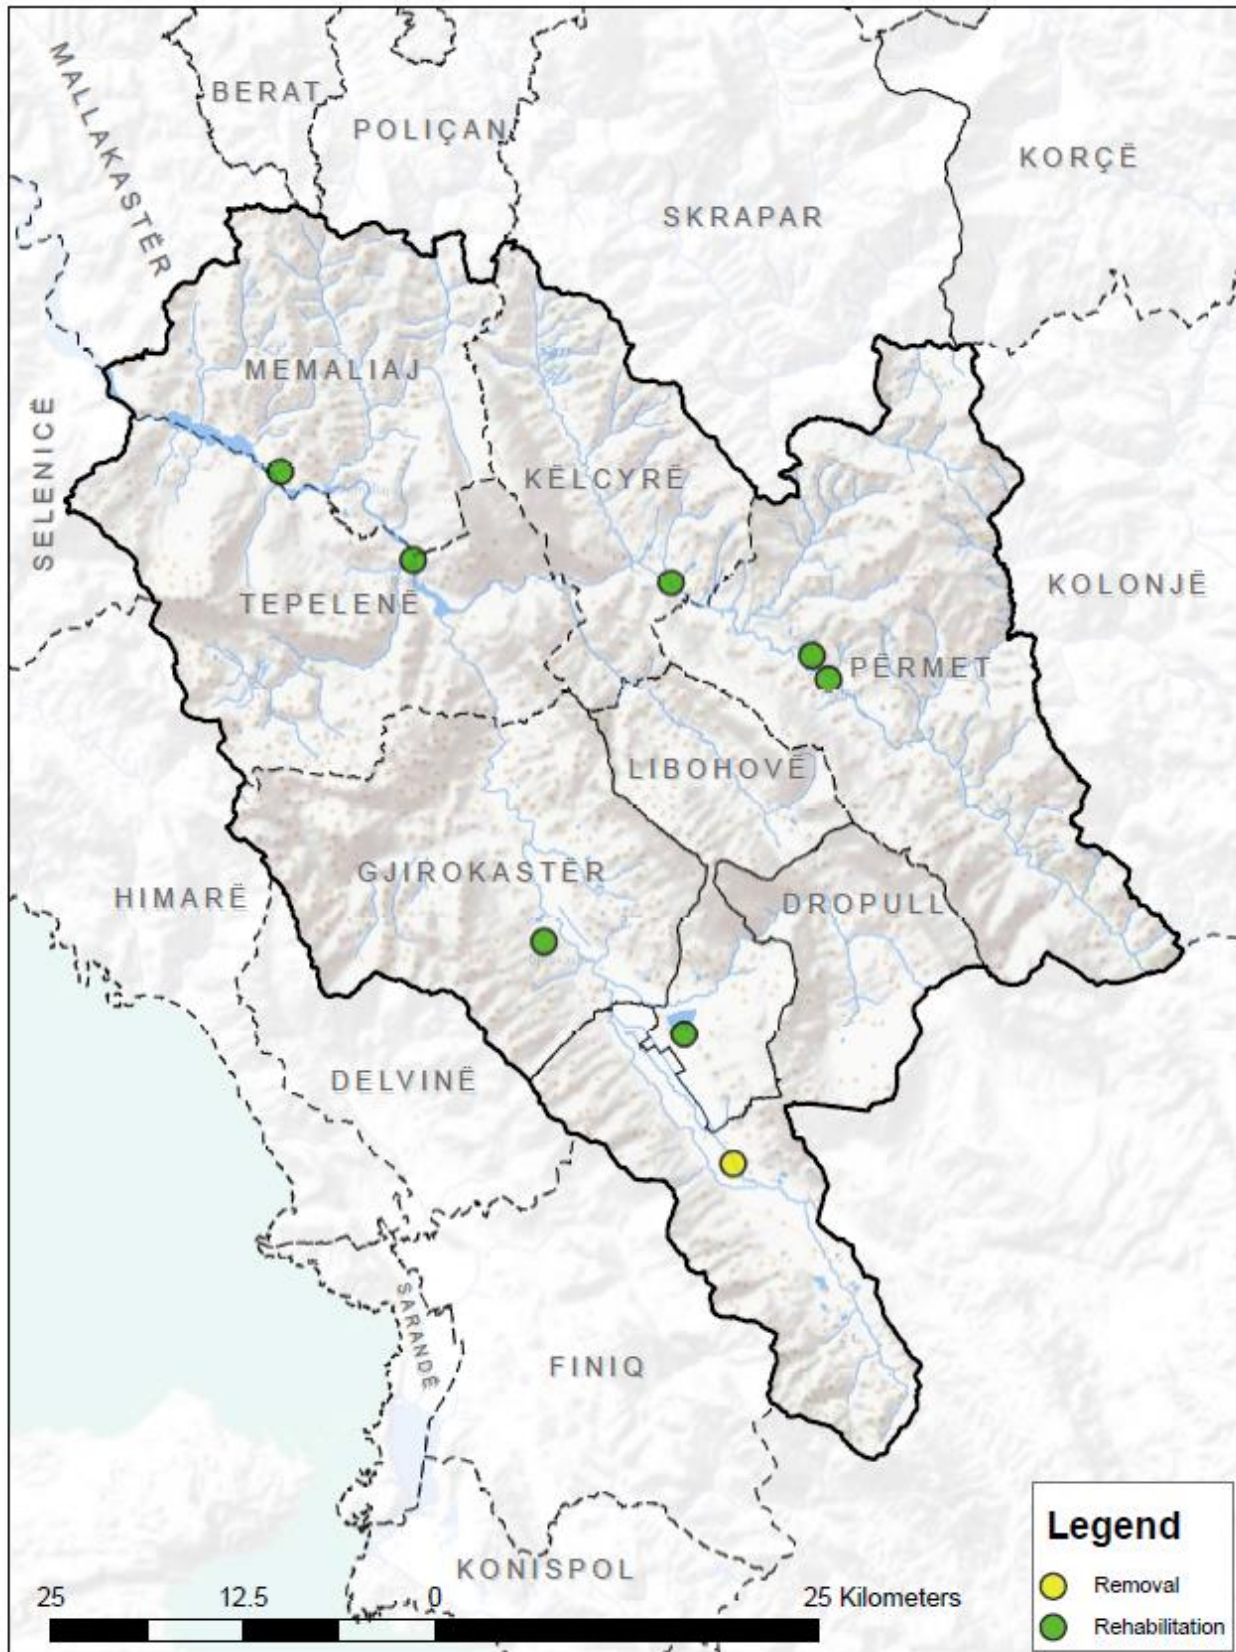 MALLAKASTËR
BERAT
POLIÇAN
KORÇË
SKRAPAR
MEMALIAJ
SELENICË
KËLCYRË
KOLONJË
TEPELENË
PËRMET
LIBOHOVË
GJIROKASTËR
HIMARË
DROPULL
DELVINË
SARANDË
FINIQ
KONISPOL
25 12.5 0 25 Kilometers
Legend
Removal
Rehabilitation